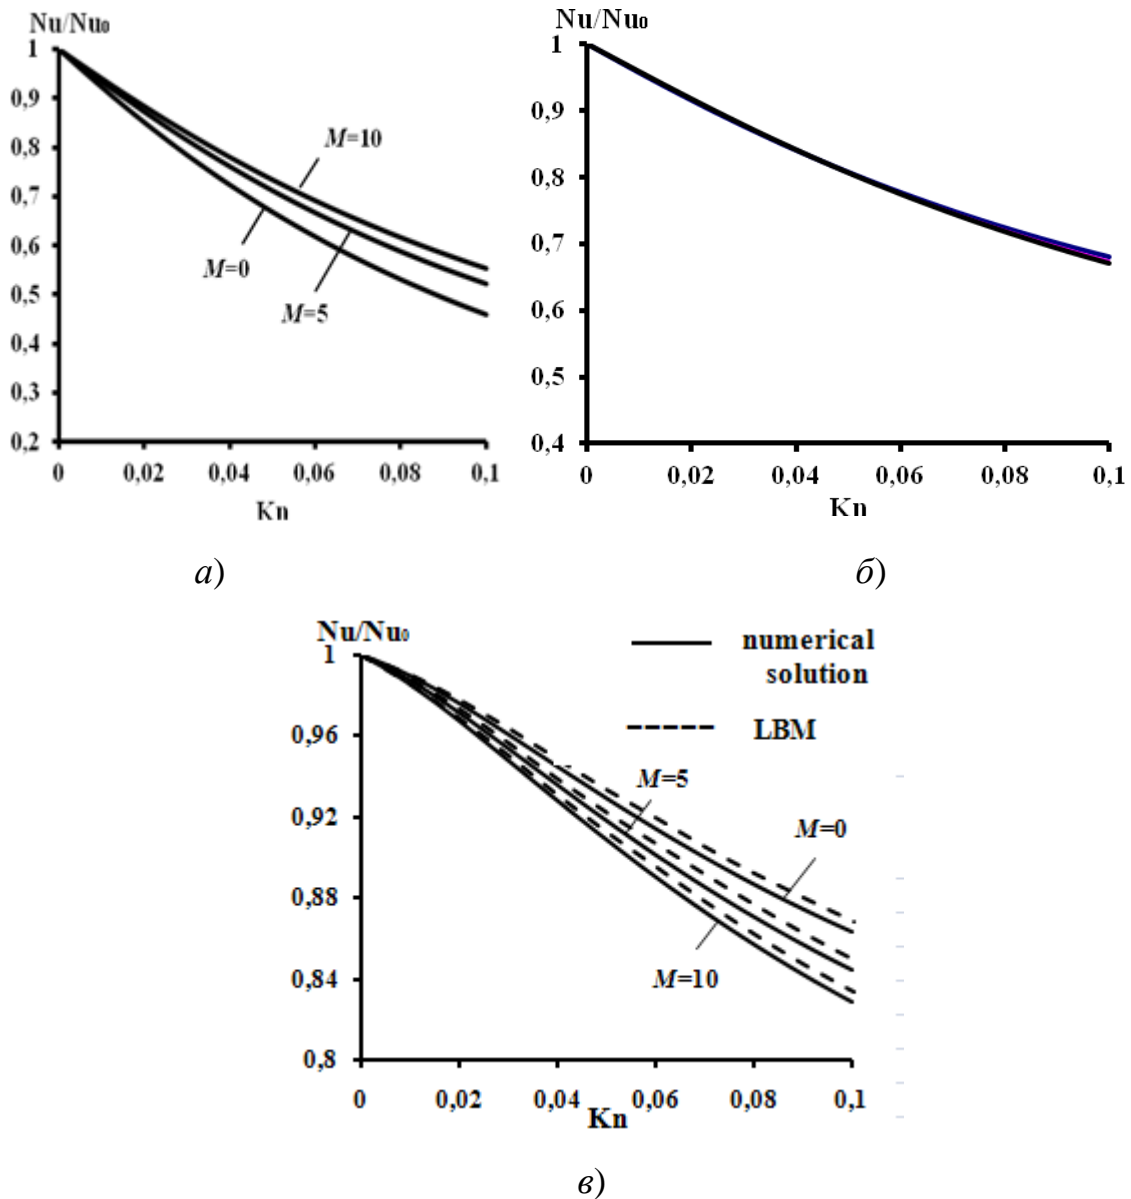 Nu/Nu₀
1
0,9
0,8
0,7
0,6
0,5
0,4
0,3
0,2
0 0,02 0,04 0,06 0,08 0,1
Kn
M=10
M=0
M=5
а)
Nu/Nu₀
1
0,9
0,8
0,7
0,6
0,5
0,4
0 0,02 0,04 0,06 0,08 0,1
Kn
б)
Nu/Nu₀
1
0,96
0,92
0,88
0,84
0,8
0 0,02 0,04 0,06 0,08 0,1
Kn
numerical
solution
LBM
M=5
M=0
M=10
в)